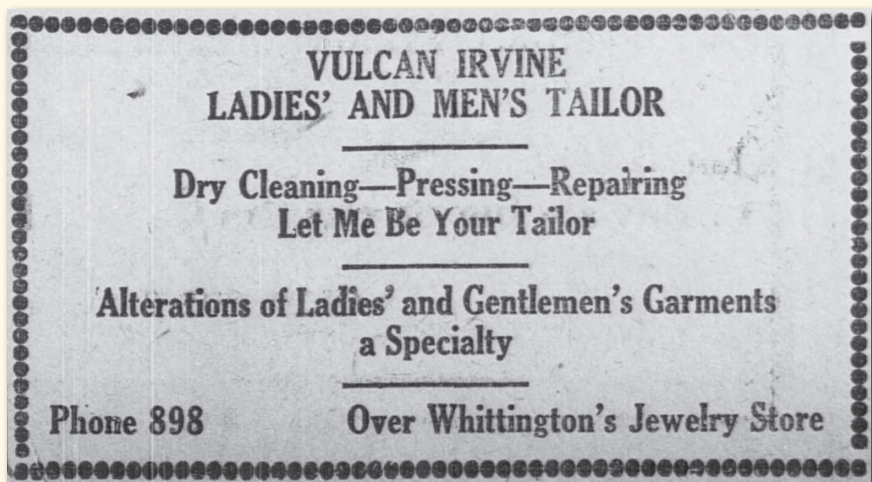 VULCAN IRVINE
LADIES' AND MEN'S TAILOR
Dry Cleaning—Pressing—Repairing
Let Me Be Your Tailor
Alterations of Ladies' and Gentlemen's Garments
a Specialty
Phone 898 Over Whittington's Jewelry Store